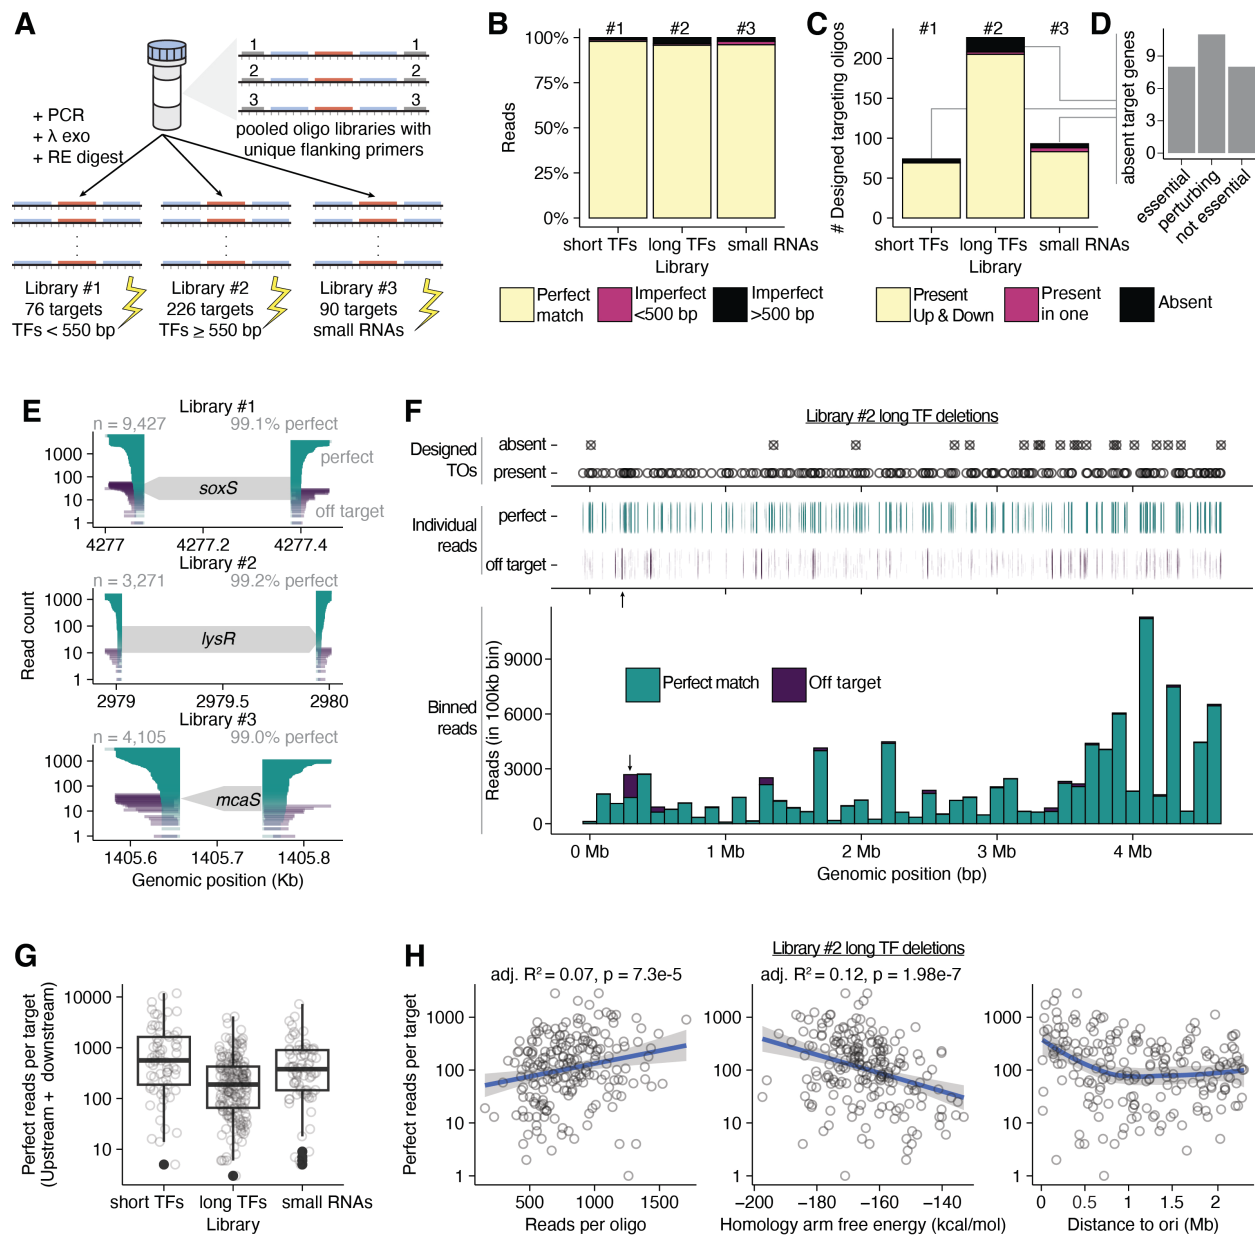 A
1 1
2 2
3 3
+ PCR
+ λ exo
+ RE digest
pooled oligo libraries with
unique flanking primers
Library #1
76 targets
TFs < 550 bp
Library #2
226 targets
TFs ≥ 550 bp
Library #3
90 targets
small RNAs
B
#1 #2 #3
100%
75%
50%
25%
0%
Reads
short TFs long TFs small RNAs
Library
Perfect match
Imperfect <500 bp
Imperfect >500 bp
C
#1 #2 #3
200
150
100
50
0
# Designed targeting oligos
short TFs long TFs small RNAs
Library
Present Up & Down
Present in one
Absent
D
9
6
3
0
absent target genes
essential
perturbing
not essential
E
Library #1
n = 9,427 99.1% perfect
perfect
off target
soxS
1000
100
10
1
4277 4277.2 4277.4
Library #2
n = 3,271 99.2% perfect
lysR
1000
100
10
1
Read count
2979 2979.5 2980
Library #3
n = 4,105 99.0% perfect
mcaS
1000
100
10
1
1405.6 1405.7 1405.8
Genomic position (Kb)
F
Library #2 long TF deletions
Designed TOs
absent
present
Individual reads
perfect
off target
Binned reads
Reads (in 100kb bin)
9000
6000
3000
0
Perfect match
Off target
0 Mb 1 Mb 2 Mb 3 Mb 4 Mb
Genomic position (bp)
G
Perfect reads per target
(Upstream + downstream)
10000
1000
100
10
short TFs long TFs small RNAs
Library
H
Library #2 long TF deletions
adj. R² = 0.07, p = 7.3e-5
adj. R² = 0.12, p = 1.98e-7
Perfect reads per target
1000
100
10
1
500 1000 1500
Reads per oligo
1000
100
10
1
−200 −180 −160 −140
Homology arm free energy (kcal/mol)
1000
100
10
1
0 0.5 1 1.5 2
Distance to ori (Mb)